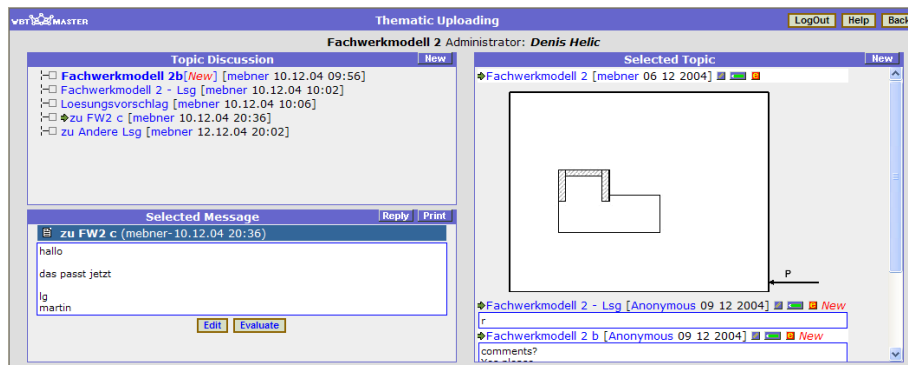 WBT MASTER
Thematic Uploading
LogOut Help Back
Fachwerkmodell 2 Administrator: Denis Helic
Topic Discussion New
Fachwerkmodell 2b[New] [mebner 10.12.04 09:56]
Fachwerkmodell 2 - Lsg [mebner 10.12.04 10:02]
Loesungsvorschlag [mebner 10.12.04 10:06]
zu FW2 c [mebner 10.12.04 20:36]
zu Andere Lsg [mebner 12.12.04 20:02]
Selected Message Reply Print
zu FW2 c (mebner-10.12.04 20:36)
hallo
das passt jetzt
lg
martin
Edit Evaluate
Selected Topic New
Fachwerkmodell 2 [mebner 06 12 2004]
P
Fachwerkmodell 2 - Lsg [Anonymous 09 12 2004] New
r
Fachwerkmodell 2 b [Anonymous 09 12 2004] New
comments?